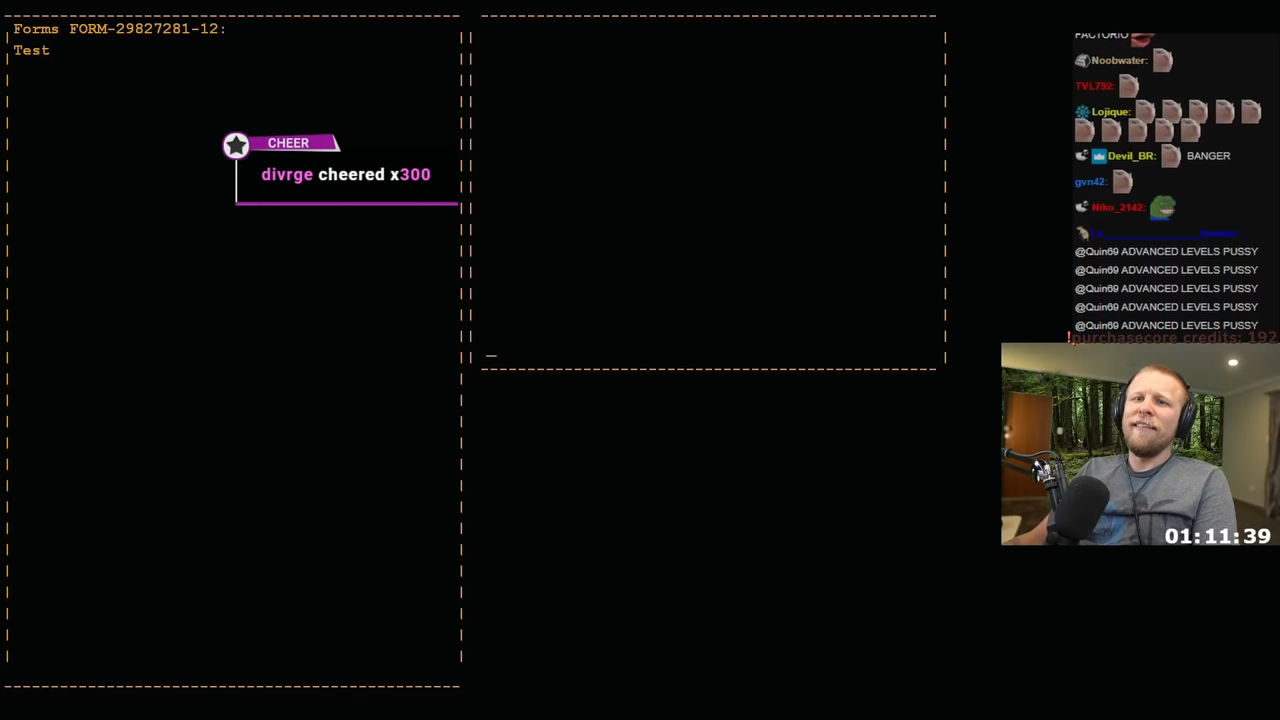 Forms FORM-29827281-12:
Test
CHEER
divrge cheered x300
FACTORIO
Noobwater:
TVL792:
Lojique:
Devil_BR: BANGER
gvn42:
Niko_2142:
@Quin69 ADVANCED LEVELS PUSSY
@Quin69 ADVANCED LEVELS PUSSY
@Quin69 ADVANCED LEVELS PUSSY
@Quin69 ADVANCED LEVELS PUSSY
@Quin69 ADVANCED LEVELS PUSSY
!purchasecore credits: 192
01:11:39